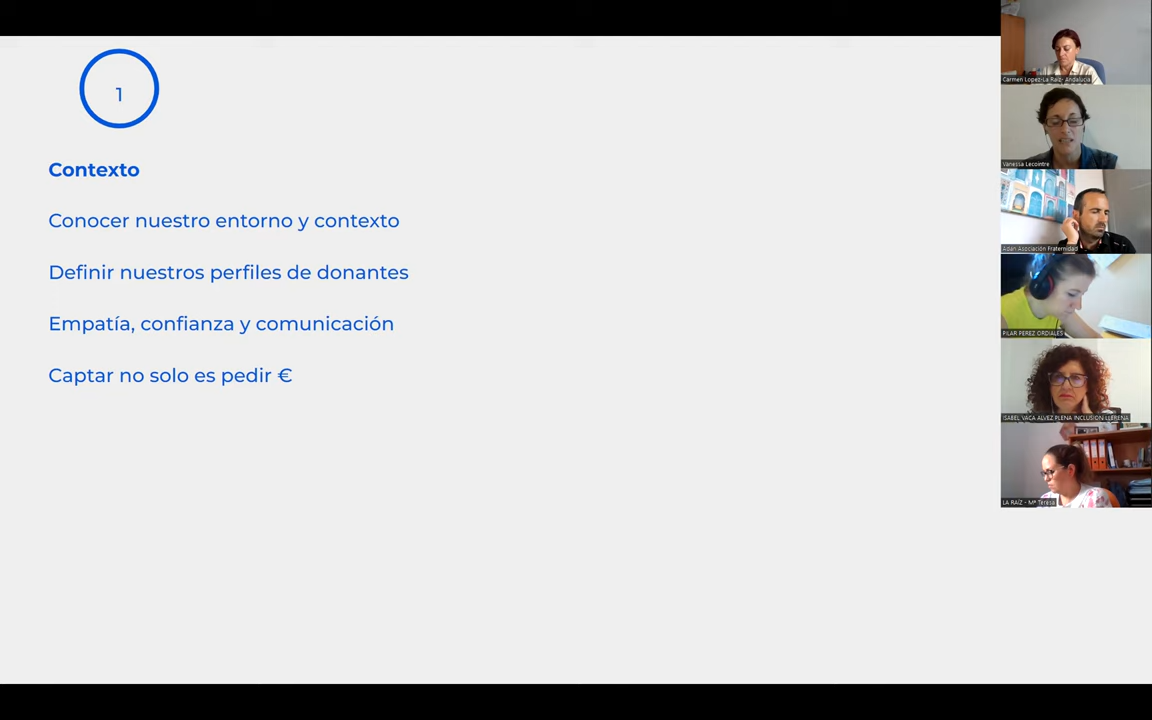 1
Contexto
Conocer nuestro entorno y contexto
Definir nuestros perfiles de donantes
Empatía, confianza y comunicación
Captar no solo es pedir €
Carmen Lopez-La Raiz- Andalucia
Vanessa Lecointre
Adan Asociación Fraternidad
PILAR PEREZ ORDIALES
ISABEL VACA ALVEZ PLENA INCLUSION LLERENA
LA RAÍZ - Mª Teresa